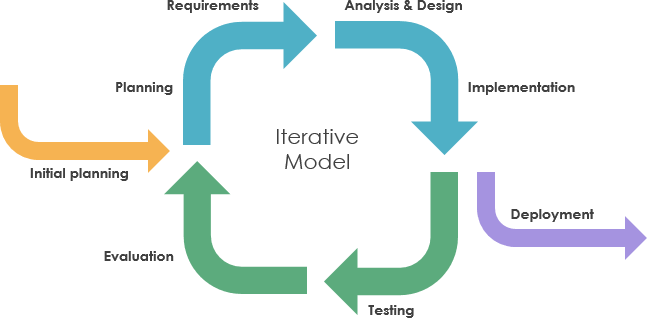 Requirements
Analysis & Design
Planning
Implementation
Iterative
Model
Initial planning
Deployment
Evaluation
Testing